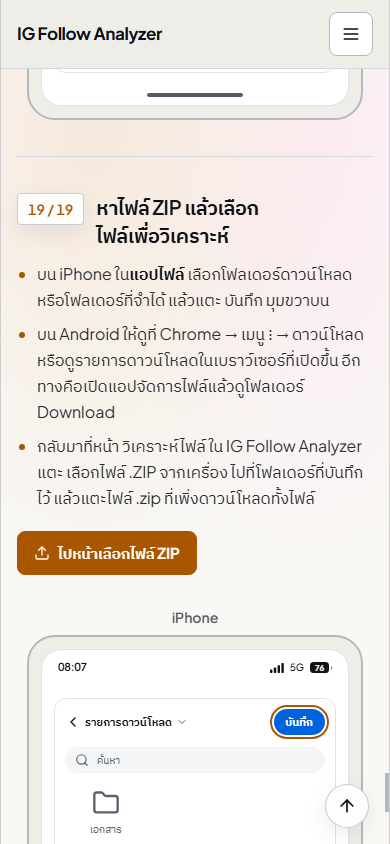 IG Follow Analyzer
19 / 19
หาไฟล์ ZIP แล้วเลือก
ไฟล์เพื่อวิเคราะห์
บน iPhone ในแอปไฟล์ เลือกโฟลเดอร์ดาวน์โหลด
หรือโฟลเดอร์ที่จำได้ แล้วแตะ บันทึก มุมขวาบน
บน Android ให้ดูที่ Chrome → เมนู ⋮ → ดาวน์โหลด
หรือดูรายการดาวน์โหลดในเบราว์เซอร์ที่เปิดขึ้น อีก
ทางคือเปิดแอปจัดการไฟล์แล้วดูโฟลเดอร์
Download
กลับมาที่หน้า วิเคราะห์ไฟล์ ใน IG Follow Analyzer
แตะ เลือกไฟล์ .ZIP จากเครื่อง ไปที่โฟลเดอร์ที่บันทึก
ไว้ แล้วแตะไฟล์ .zip ที่เพิ่งดาวน์โหลดทั้งไฟล์
ไปหน้าเลือกไฟล์ ZIP
iPhone
08:07 5G 76
รายการดาวน์โหลด บันทึก
ค้นหา
เอกสาร